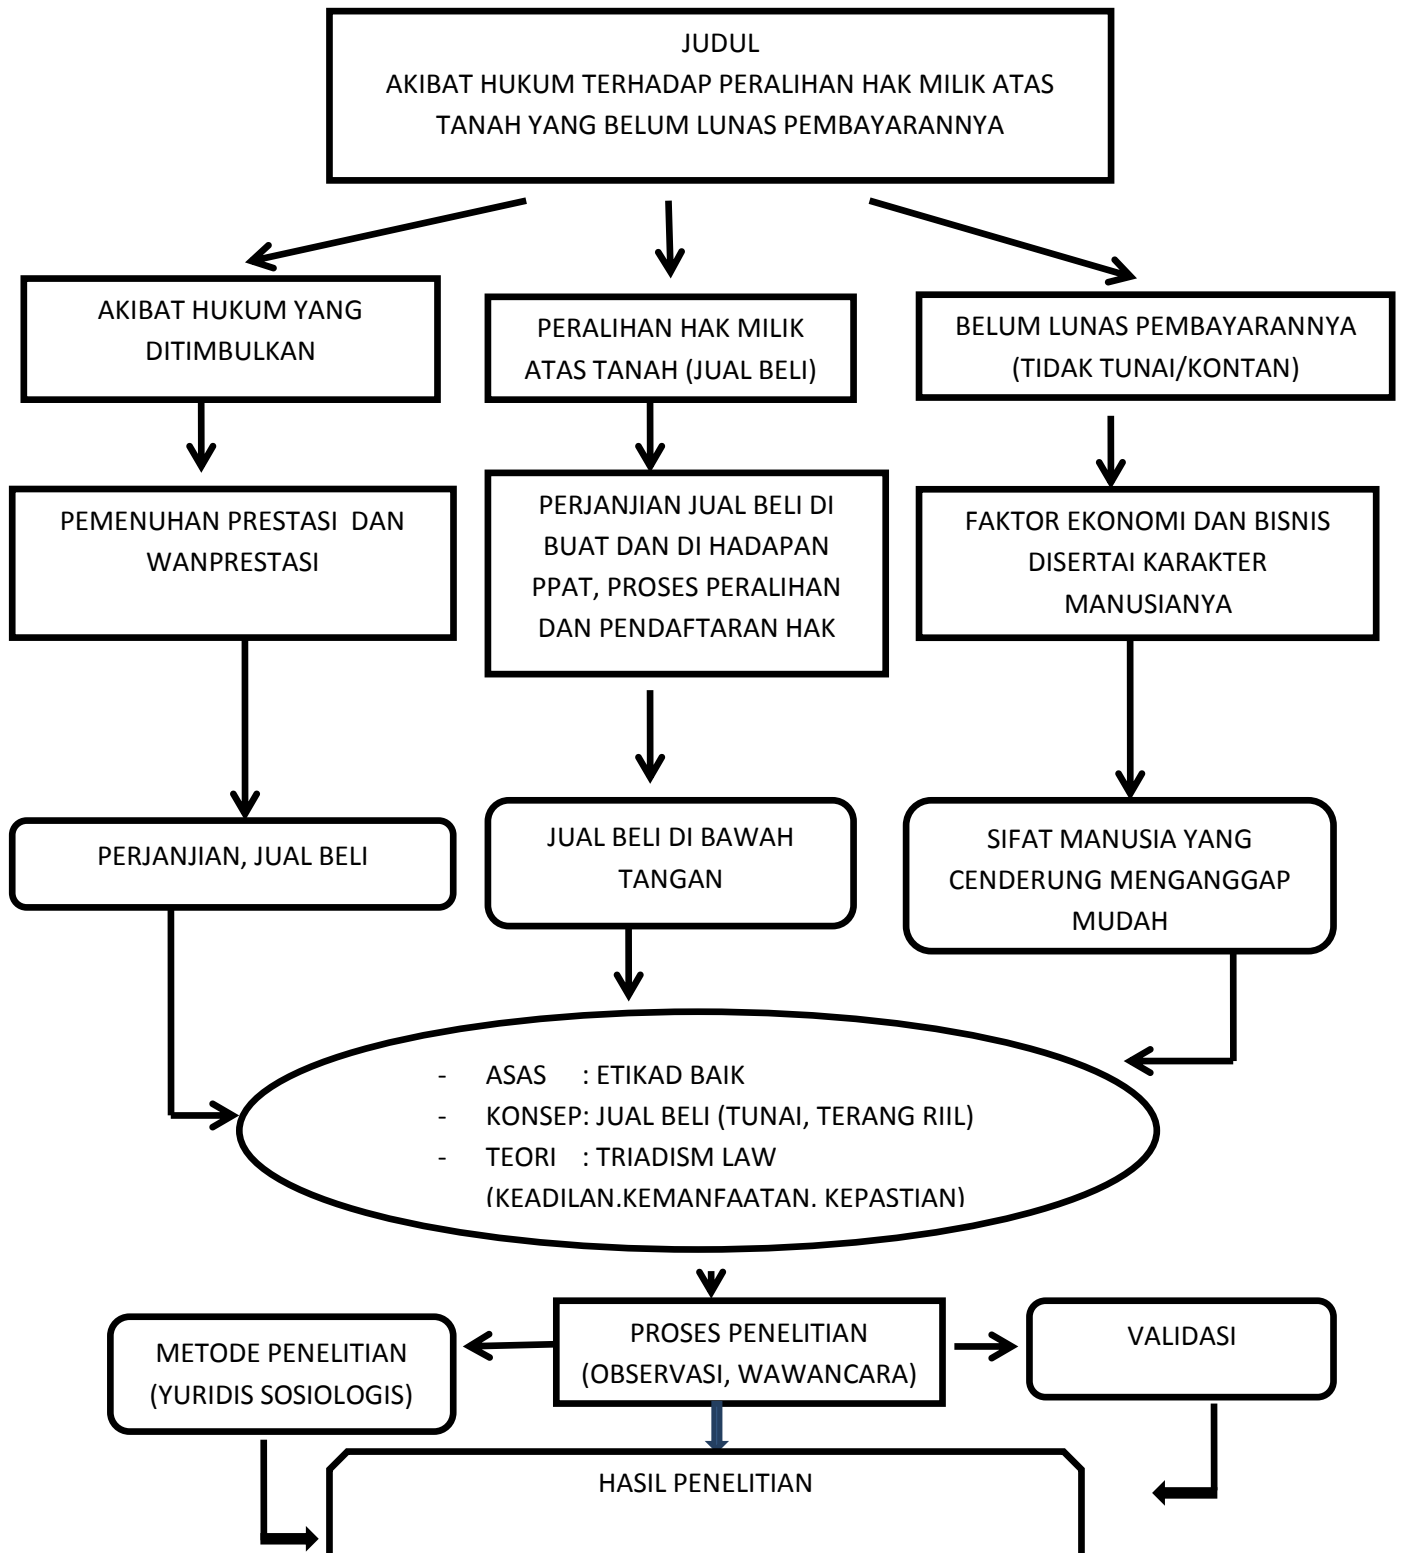 JUDUL
AKIBAT HUKUM TERHADAP PERALIHAN HAK MILIK ATAS
TANAH YANG BELUM LUNAS PEMBAYARANNYA
AKIBAT HUKUM YANG
DITIMBULKAN
PERALIHAN HAK MILIK
ATAS TANAH (JUAL BELI)
BELUM LUNAS PEMBAYARANNYA
(TIDAK TUNAI/KONTAN)
PEMENUHAN PRESTASI  DAN
WANPRESTASI
PERJANJIAN JUAL BELI DI
BUAT DAN DI HADAPAN
PPAT, PROSES PERALIHAN
DAN PENDAFTARAN HAK
FAKTOR EKONOMI DAN BISNIS
DISERTAI KARAKTER
MANUSIANYA
PERJANJIAN, JUAL BELI
JUAL BELI DI BAWAH
TANGAN
SIFAT MANUSIA YANG
CENDERUNG MENGANGGAP
MUDAH
- ASAS : ETIKAD BAIK
- KONSEP: JUAL BELI (TUNAI, TERANG RIIL)
- TEORI : TRIADISM LAW
(KEADILAN.KEMANFAATAN. KEPASTIAN)
METODE PENELITIAN
(YURIDIS SOSIOLOGIS)
PROSES PENELITIAN
(OBSERVASI, WAWANCARA)
VALIDASI
HASIL PENELITIAN